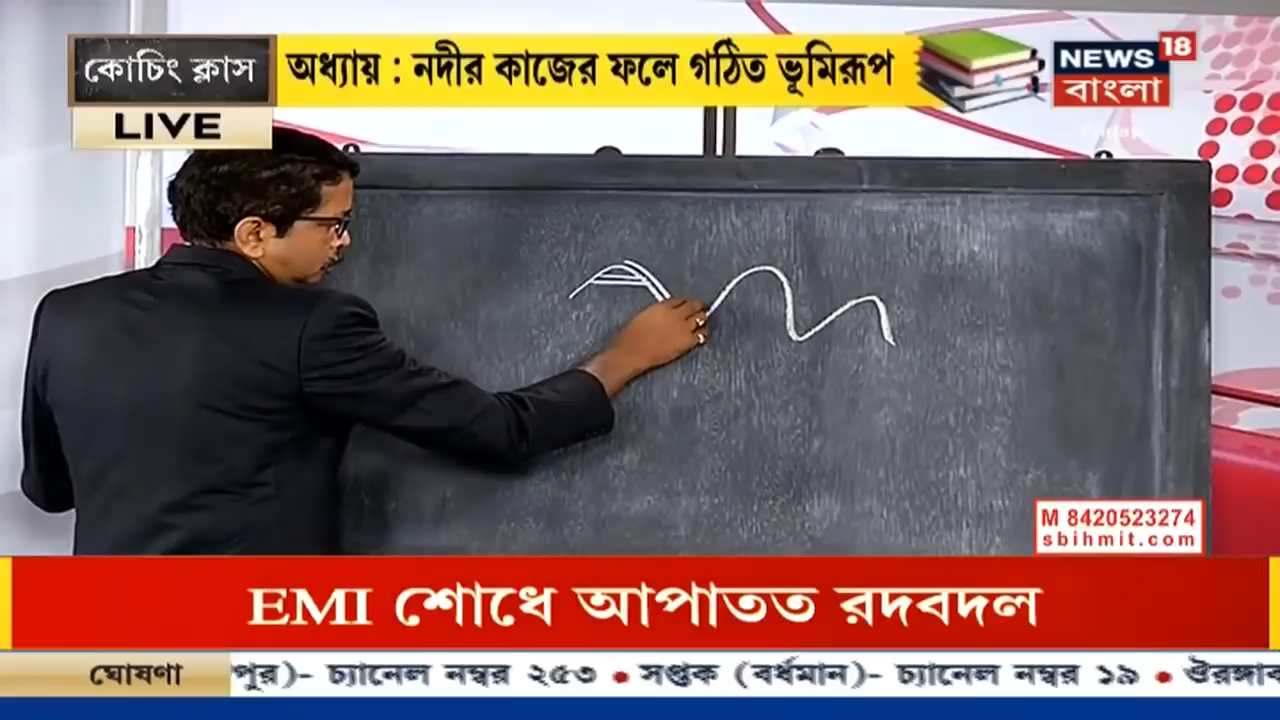 কোচিং ক্লাস
LIVE
অধ্যায় : নদীর কাজের ফলে গঠিত ভূমিরূপ
NEWS 18
বাংলা
M 8420523274
sbihmit.com
EMI শোধে আপাতত রদবদল
ঘোষণা
পুর)- চ্যানেল নম্বর ২৫৩ • সপ্তক (বর্ধমান)- চ্যানেল নম্বর ১৯ •